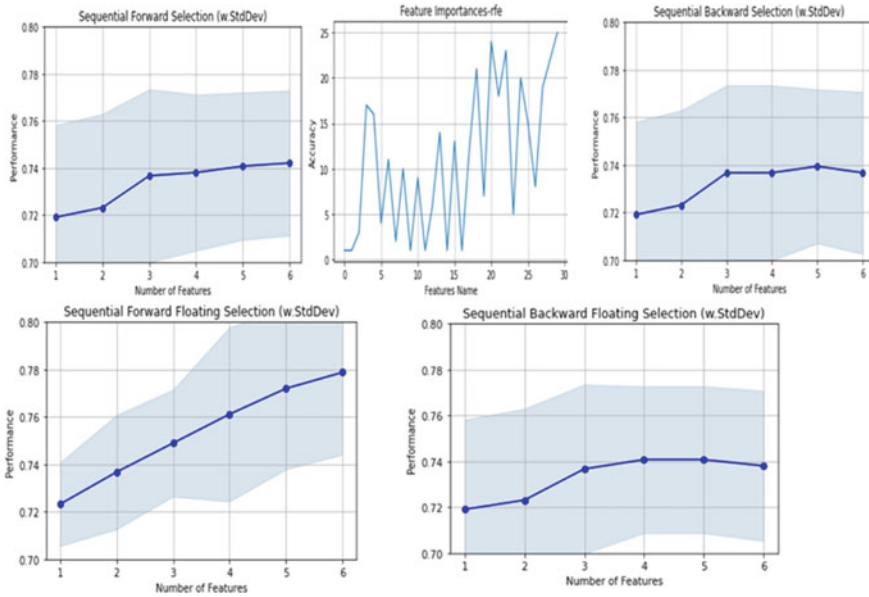 Sequential Forward Selection (w.StdDev)
0.80
0.78
0.76
0.74
0.72
0.70
Performance
1 2 3 4 5 6
Number of Features
Feature Importances-rfe
25
20
15
10
5
0
Accuracy
0 5 10 15 20 25 30
Features Name
Sequential Backward Selection (w.StdDev)
0.80
0.78
0.76
0.74
0.72
0.70
Performance
1 2 3 4 5 6
Number of Features
Sequential Forward Floating Selection (w.StdDev)
0.80
0.78
0.76
0.74
0.72
0.70
Performance
1 2 3 4 5 6
Number of Features
Sequential Backward Floating Selection (w.StdDev)
0.80
0.78
0.76
0.74
0.72
0.70
Performance
1 2 3 4 5 6
Number of Features